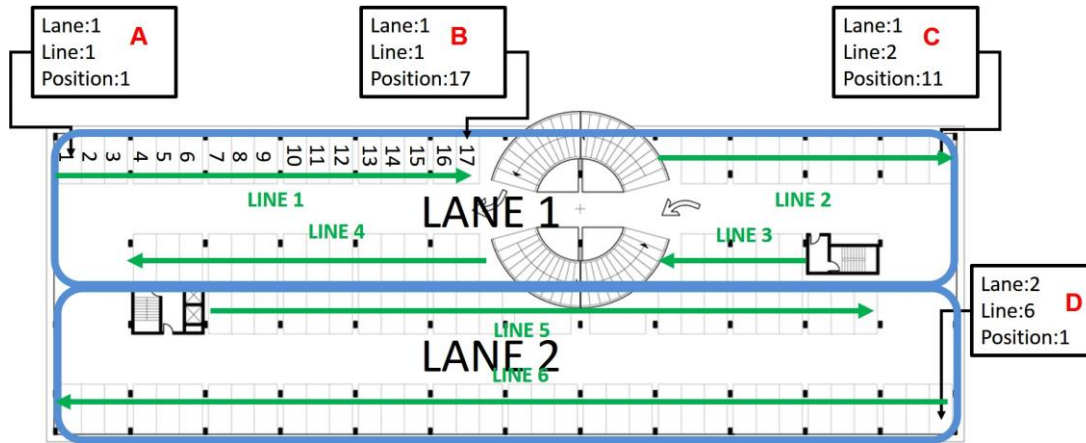 Lane:1
Line:1
Position:1
A
Lane:1
Line:1
Position:17
B
Lane:1
Line:2
Position:11
C
1 2 3 4 5 6 7 8 9 10 11 12 13 14 15 16 17
LINE 1
LINE 2
LANE 1
LINE 4
LINE 3
Lane:2
Line:6
Position:1
D
LINE 5
LANE 2
LINE 6